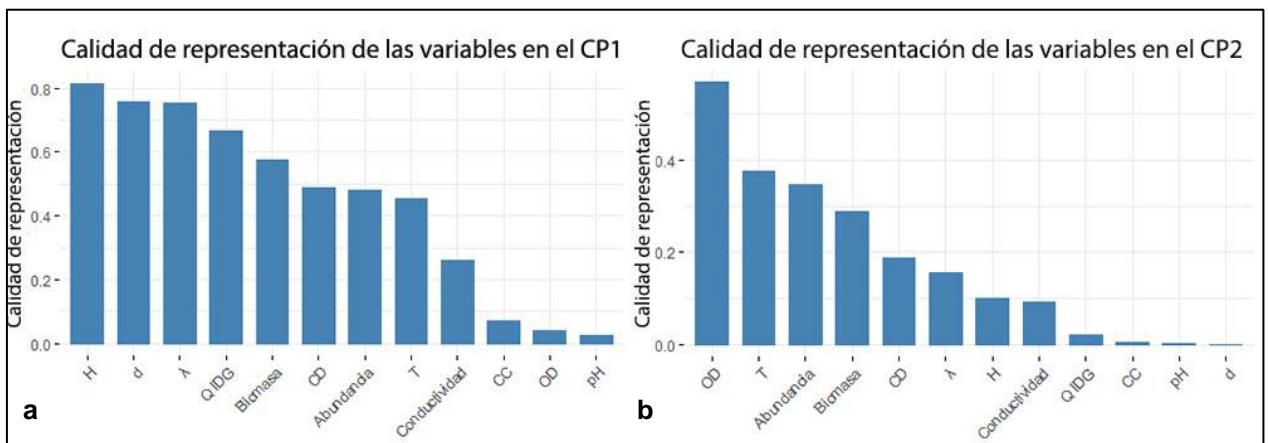 Calidad de representación de las variables en el CP1
Calidad de representación
0.8
0.6
0.4
0.2
0.0
H
d
λ
QIDG
Biomasa
CD
Abundancia
T
Conductividad
CC
OD
pH
a
Calidad de representación de las variables en el CP2
Calidad de representación
0.4
0.2
0.0
OD
T
Abundancia
Biomasa
CD
λ
H
Conductividad
QIDG
CC
pH
d
b